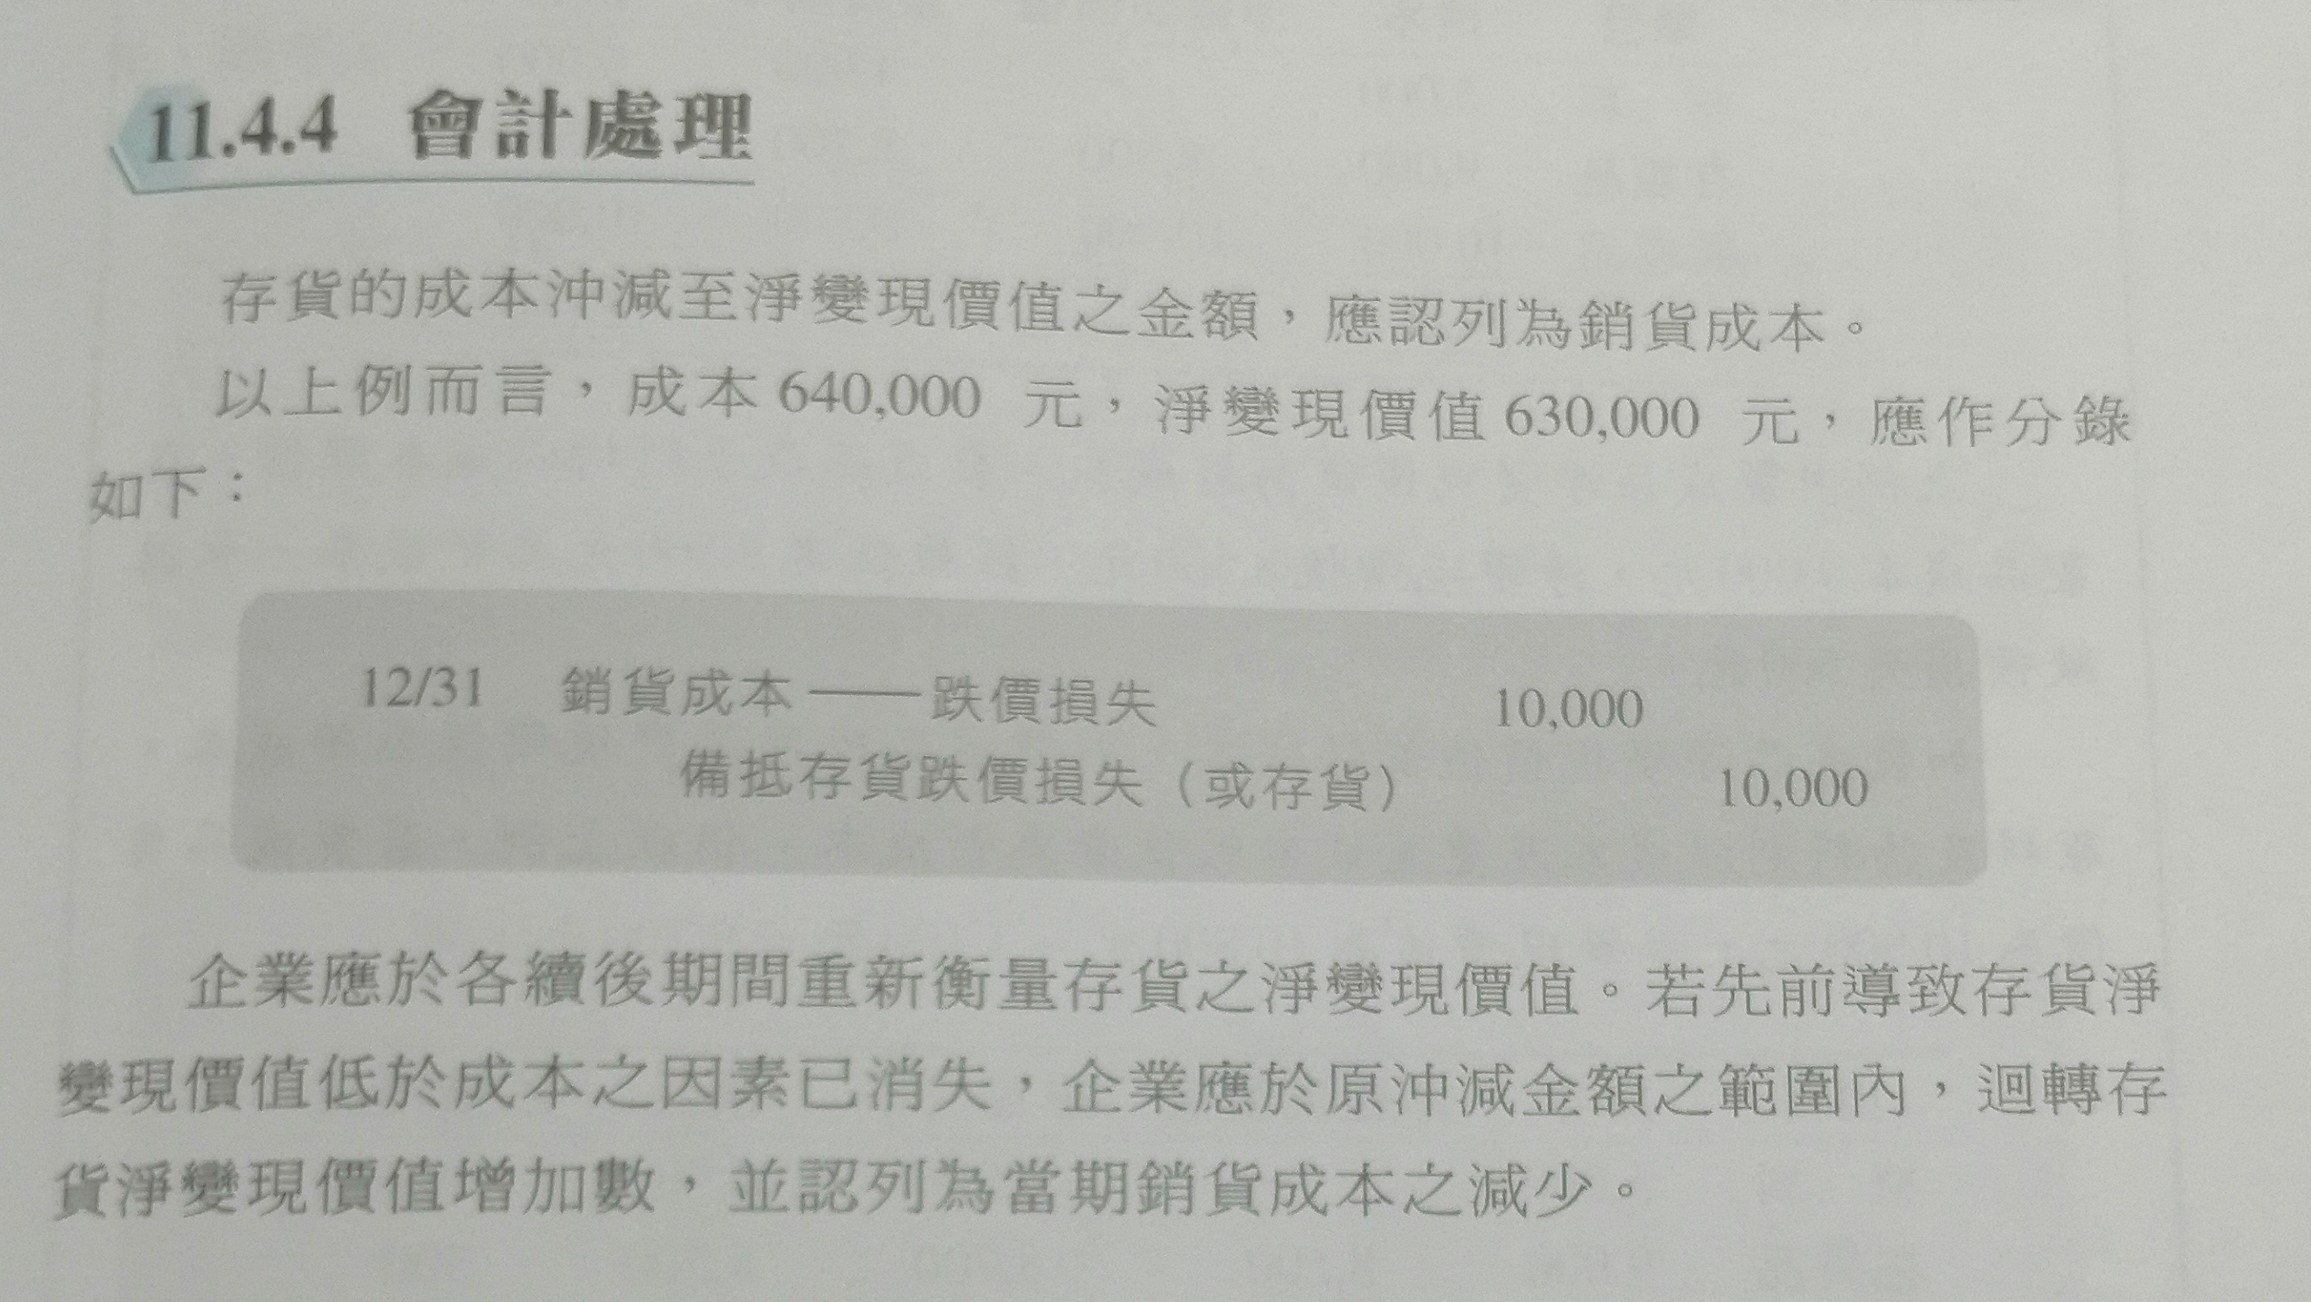 11.4.4 會計處理
存貨的成本沖減至淨變現價值之金額，應認列為銷貨成本。
以上例而言，成本 640,000 元，淨變現價值 630,000 元，應作分錄
如下：
12/31 銷貨成本——跌價損失 10,000
備抵存貨跌價損失（或存貨） 10,000
企業應於各續後期間重新衡量存貨之淨變現價值。若先前導致存貨淨
變現價值低於成本之因素已消失，企業應於原沖減金額之範圍內，迴轉存
貨淨變現價值增加數，並認列為當期銷貨成本之減少。